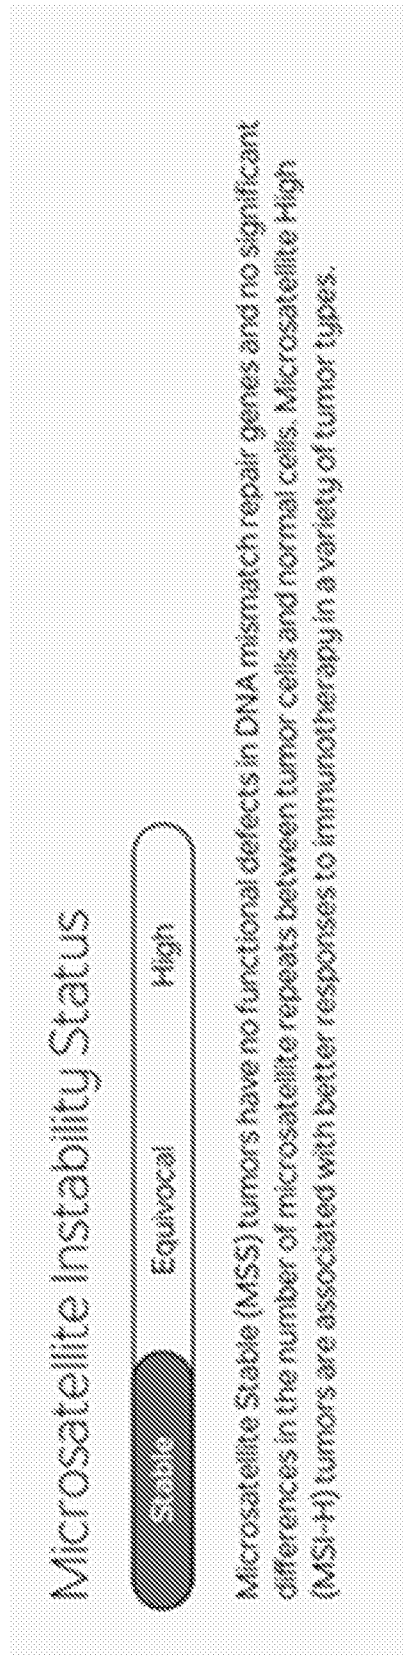 Microsatellite Instability Status
Stable Equivocal High
Microsatellite Stable (MSS) tumors have no functional defects in DNA mismatch repair genes and no significant
differences in the number of microsatellite repeats between tumor cells and normal cells. Microsatellite High
(MSI-H) tumors are associated with better responses to immunotherapy in a variety of tumor types.